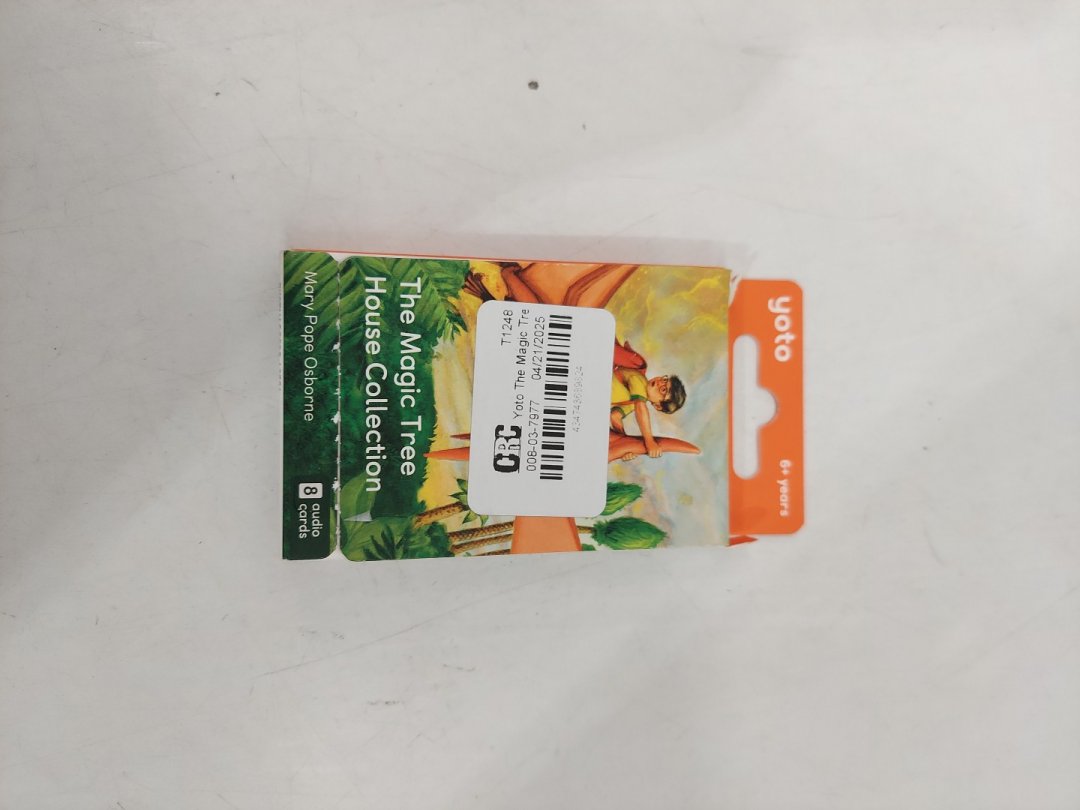 yoto
6+ years
T1248
Yoto The Magic Tre
04/21/2025
CRC
008-03-7977
The Magic Tree
House Collection
Mary Pope Osborne
8 audio
cards